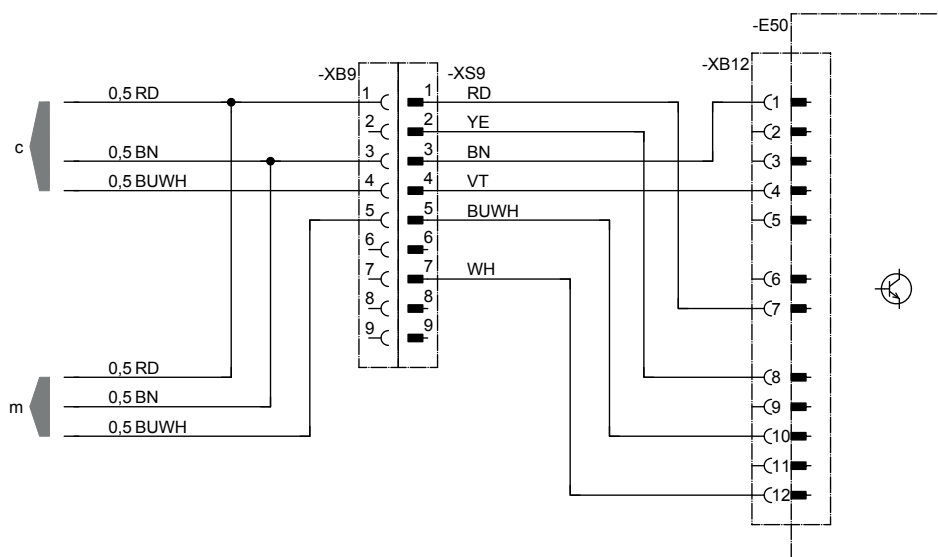 -E50
-XB9 -XS9 -XB12
0,5 RD 1 1 RD 1
2 2 YE 2
c 0,5 BN 3 3 BN 3
0,5 BUWH 4 4 VT 4
5 5 BUWH 5
6 6
7 7 WH 6
8 8 7
9 9
0,5 RD 8
m 0,5 BN 9
0,5 BUWH 10
11
12